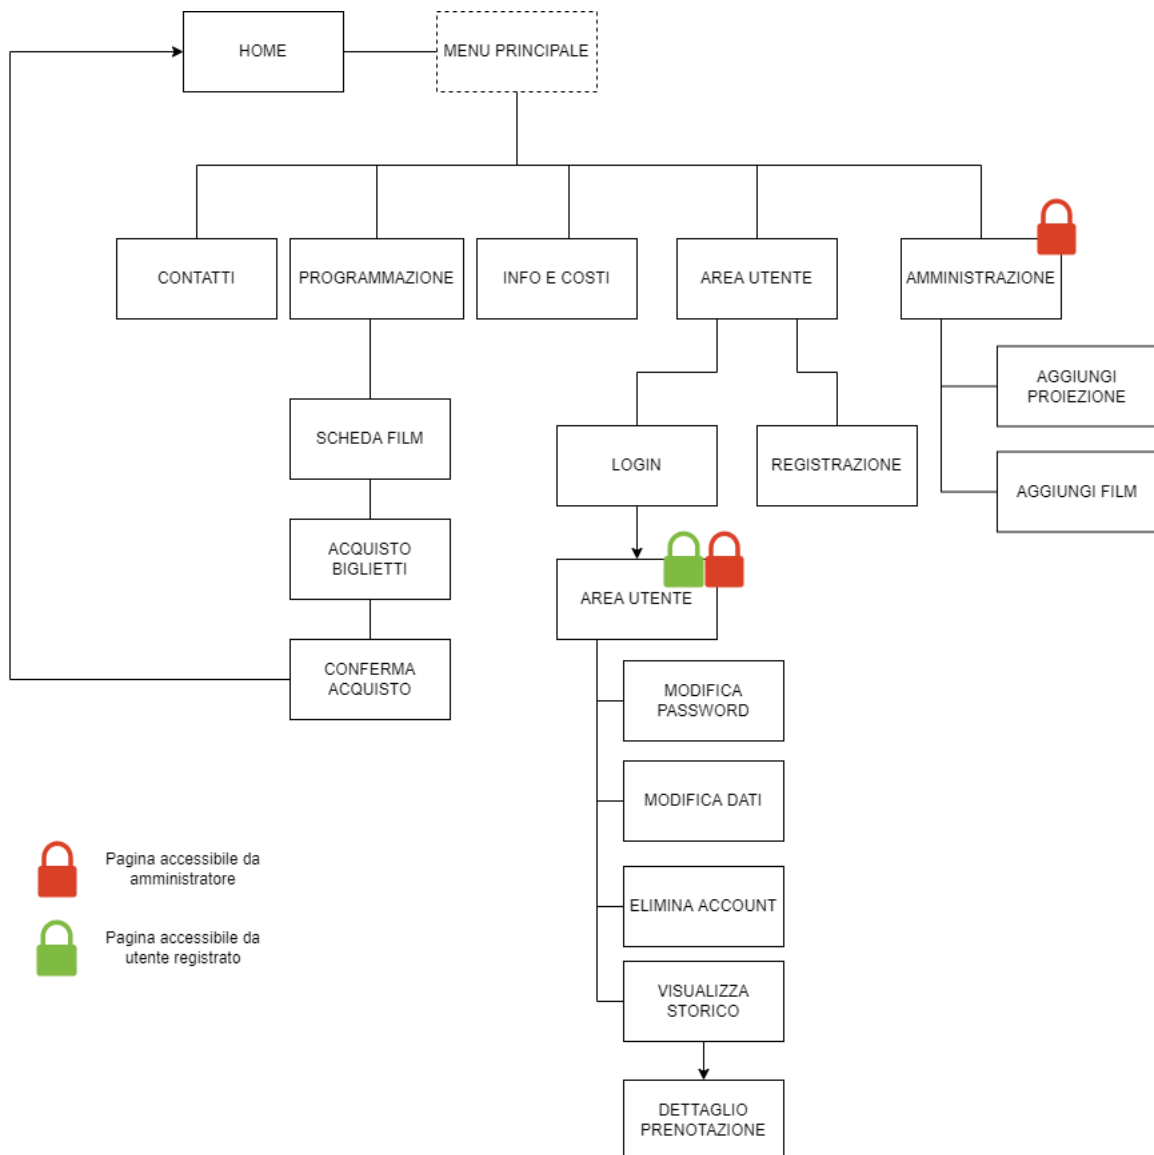 HOME
MENU PRINCIPALE
CONTATTI
PROGRAMMAZIONE
INFO E COSTI
AREA UTENTE
AMMINISTRAZIONE
AGGIUNGI
PROIEZIONE
AGGIUNGI FILM
SCHEDA FILM
LOGIN
REGISTRAZIONE
ACQUISTO
BIGLIETTI
AREA UTENTE
CONFERMA
ACQUISTO
MODIFICA
PASSWORD
MODIFICA DATI
ELIMINA ACCOUNT
VISUALIZZA
STORICO
DETTAGLIO
PRENOTAZIONE
Pagina accessibile da
amministratore
Pagina accessibile da
utente registrato